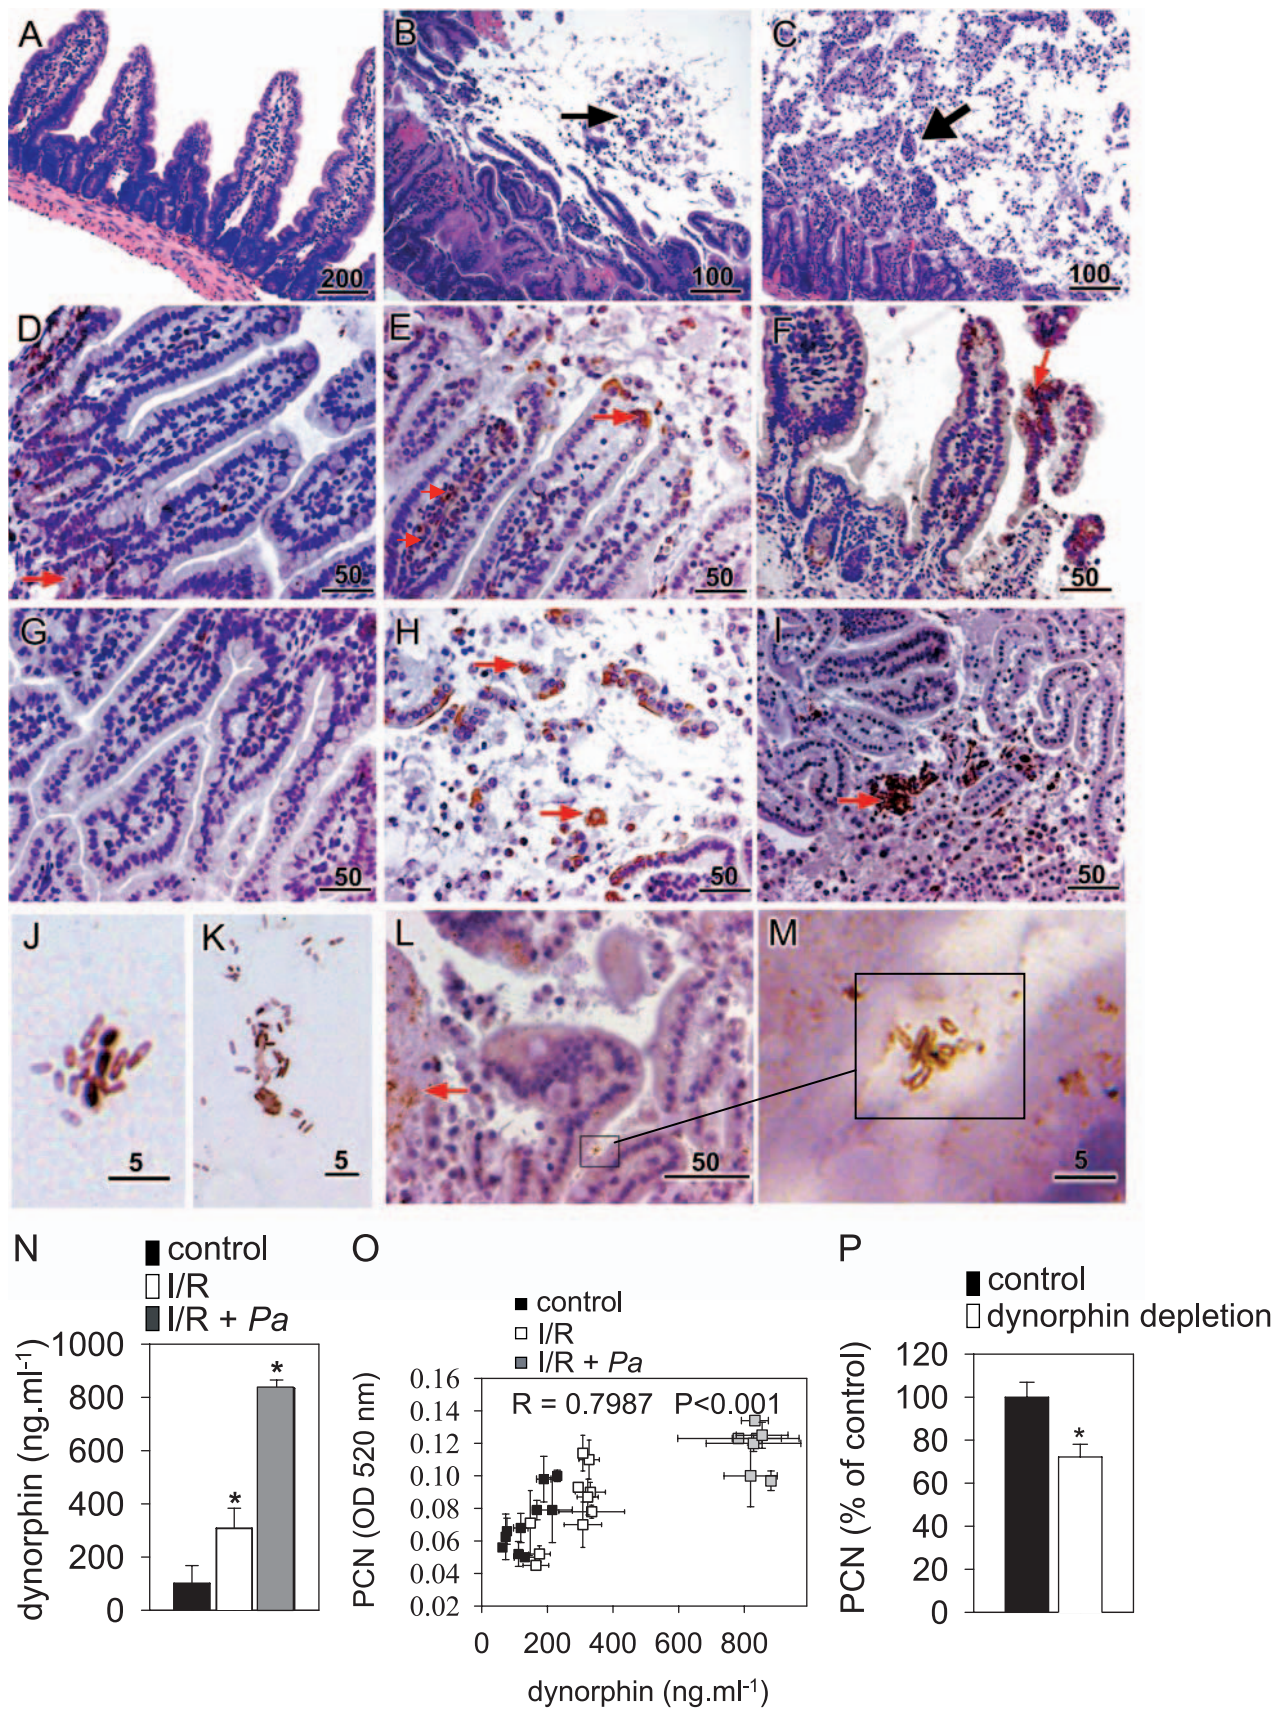 A B C
200 100 100
D E F
50 50 50
G H I
50 50 50
J K L M
5 5 50 5
N
control
I/R
I/R + Pa
dynorphin (ng.ml-1)
1000
800
600
400
200
0
* *
O
control
I/R
I/R + Pa
PCN (OD 520 nm)
R = 0.7987 P<0.001
0.16
0.14
0.12
0.10
0.08
0.06
0.04
0.02
0 200 400 600 800
dynorphin (ng.ml-1)
P
control
dynorphin depletion
PCN (% of control)
120
100
80
60
40
20
0
*